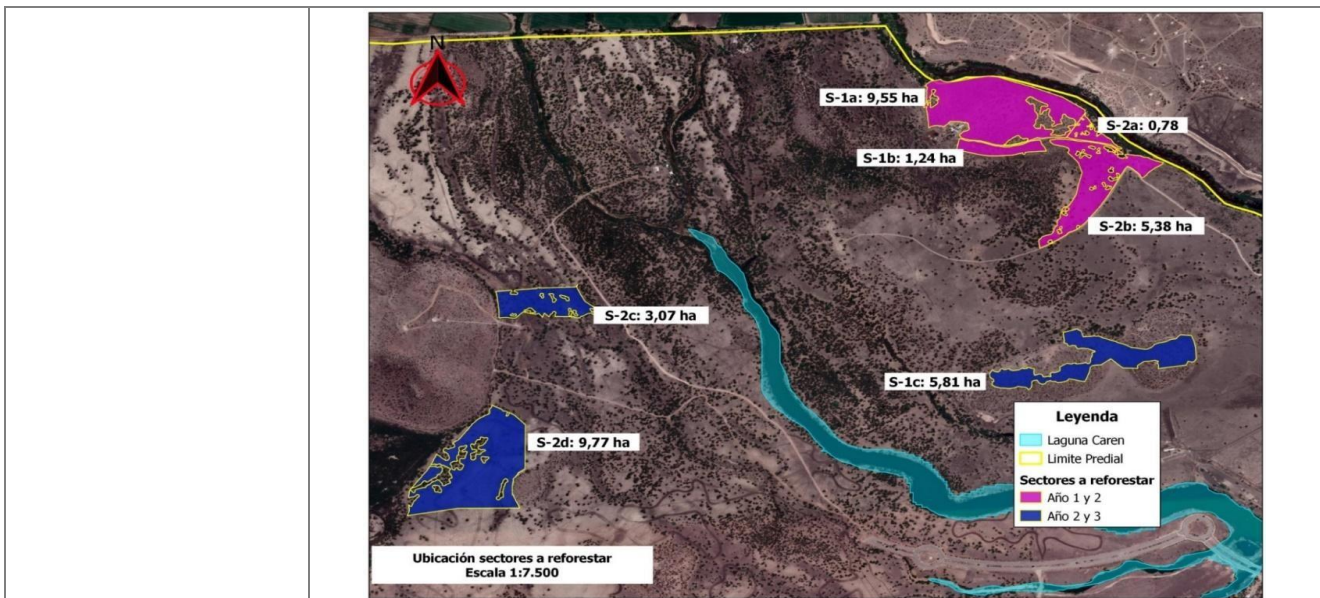 N
S-1a: 9,55 ha
S-2a: 0,78
S-1b: 1,24 ha
S-2b: 5,38 ha
S-2c: 3,07 ha
S-1c: 5,81 ha
S-2d: 9,77 ha
Leyenda
Laguna Caren
Limite Predial
Sectores a reforestar
Año 1 y 2
Año 2 y 3
Ubicación sectores a reforestar
Escala 1:7.500